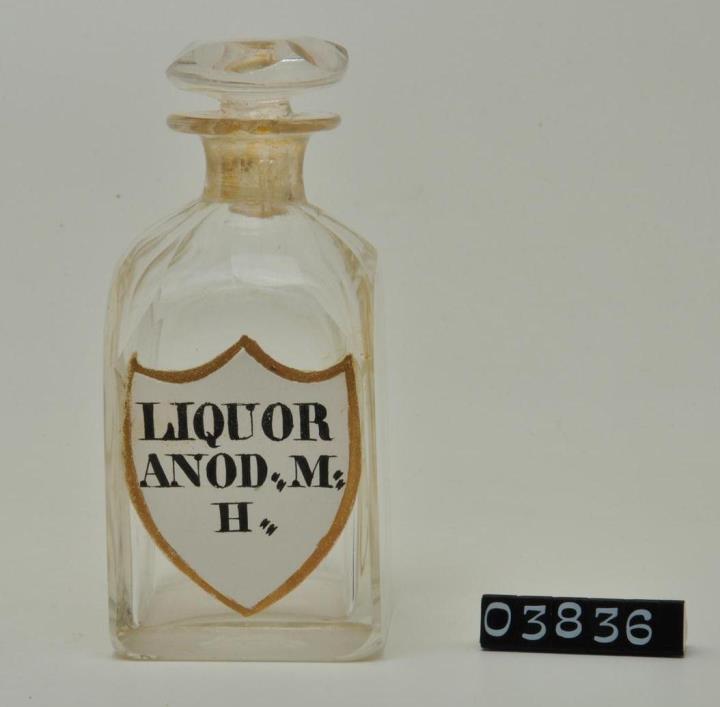 LIQUOR
ANOD. M.
H.
03836